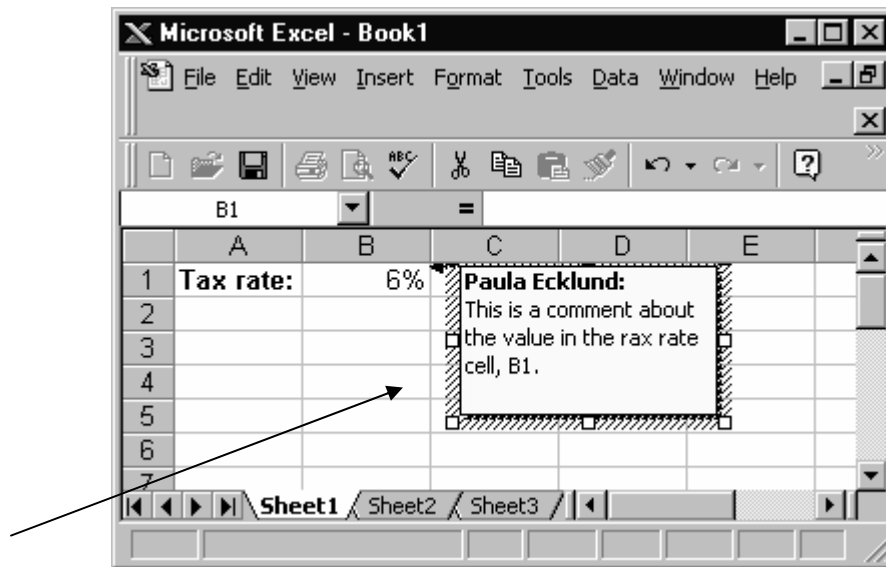 Microsoft Excel - Book1
File Edit View Insert Format Tools Data Window Help
ABC
B1 =
A B C D E
1 Tax rate: 6% Paula Ecklund:
2 This is a comment about
3 the value in the rax rate
4 cell, B1.
5
6
7
Sheet1 Sheet2 Sheet3